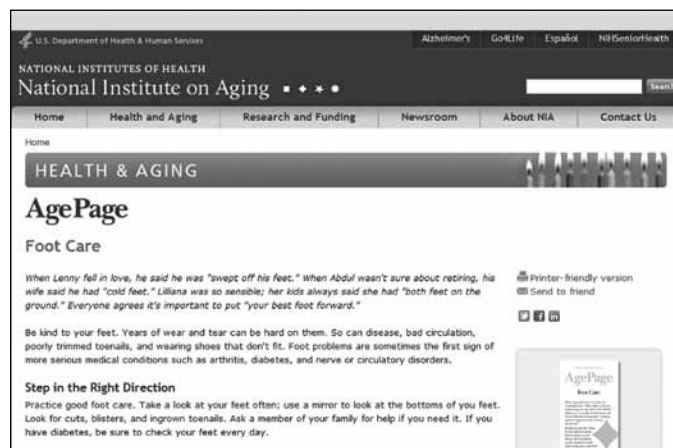 U.S. Department of Health & Human Services
Alzheimer's Go4Life Español NIHSeniorHealth
NATIONAL INSTITUTES OF HEALTH
National Institute on Aging
Search
Home Health and Aging Research and Funding Newsroom About NIA Contact Us
Home
HEALTH & AGING
AgePage
Foot Care
When Lenny fell in love, he said he was "swept off his feet." When Abdul wasn't sure about retiring, his
wife said he had "cold feet." Lilliana was so sensible; her kids always said she had "both feet on the
ground." Everyone agrees it's important to put "your best foot forward."
Printer-friendly version
Send to friend
Be kind to your feet. Years of wear and tear can be hard on them. So can disease, bad circulation,
poorly trimmed toenails, and wearing shoes that don't fit. Foot problems are sometimes the first sign of
more serious medical conditions such as arthritis, diabetes, and nerve or circulatory disorders.
Step in the Right Direction
Practice good foot care. Take a look at your feet often; use a mirror to look at the bottoms of you feet.
Look for cuts, blisters, and ingrown toenails. Ask a member of your family for help if you need it. If you
have diabetes, be sure to check your feet every day.
AgePage
Foot Care